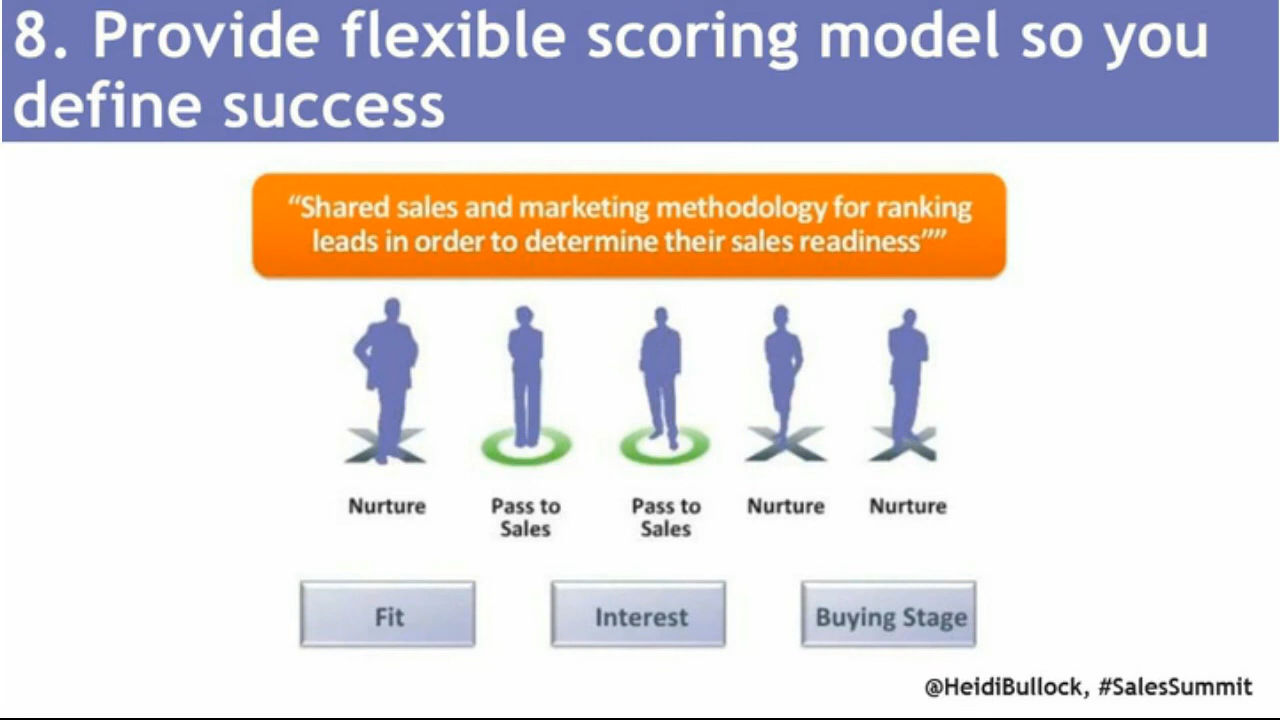 8. Provide flexible scoring model so you
define success
“Shared sales and marketing methodology for ranking
leads in order to determine their sales readiness””
Nurture
Pass to
Sales
Pass to
Sales
Nurture
Nurture
Fit
Interest
Buying Stage
@HeidiBullock, #SalesSummit